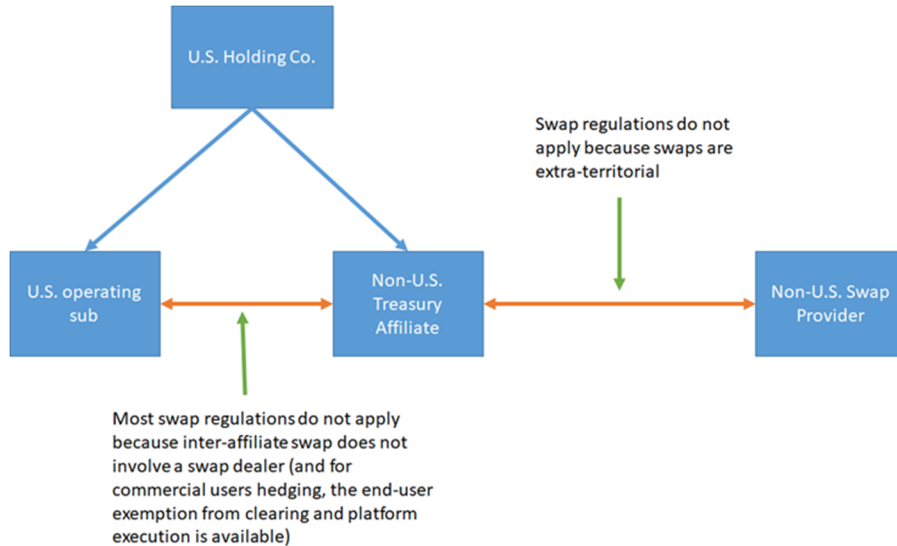 U.S. Holding Co.
Swap regulations do not
apply because swaps are
extra-territorial
U.S. operating
sub
Non-U.S.
Treasury
Affiliate
Non-U.S. Swap
Provider
Most swap regulations do not apply
because inter-affiliate swap does not
involve a swap dealer (and for
commercial users hedging, the end-user
exemption from clearing and platform
execution is available)